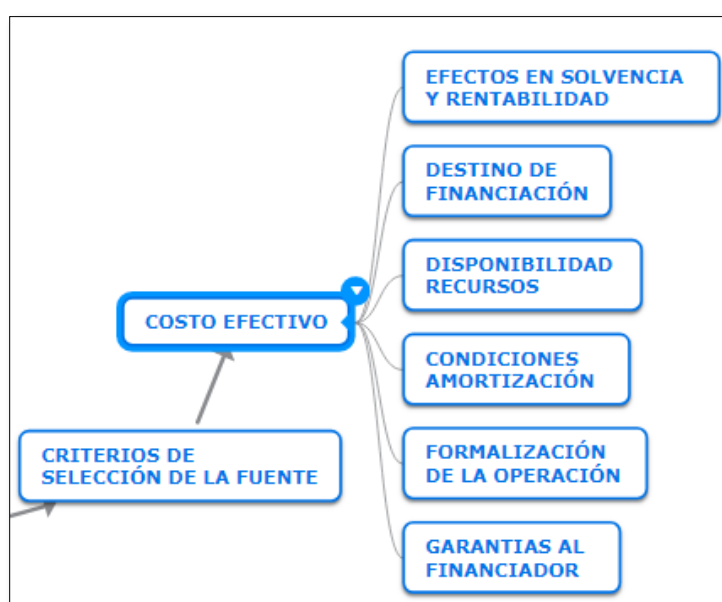 EFECTOS EN SOLVENCIA
Y RENTABILIDAD
DESTINO DE
FINANCIACIÓN
DISPONIBILIDAD
RECURSOS
COSTO EFECTIVO
CONDICIONES
AMORTIZACIÓN
CRITERIOS DE
SELECCIÓN DE LA FUENTE
FORMALIZACIÓN
DE LA OPERACIÓN
GARANTIAS AL
FINANCIADOR